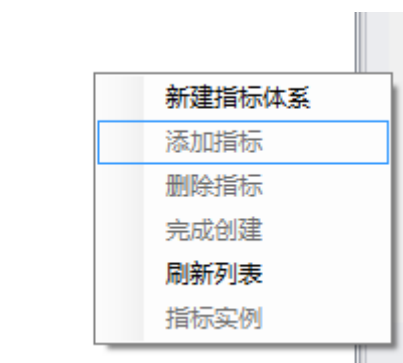 新建指标体系
添加指标
删除指标
完成创建
刷新列表
指标实例